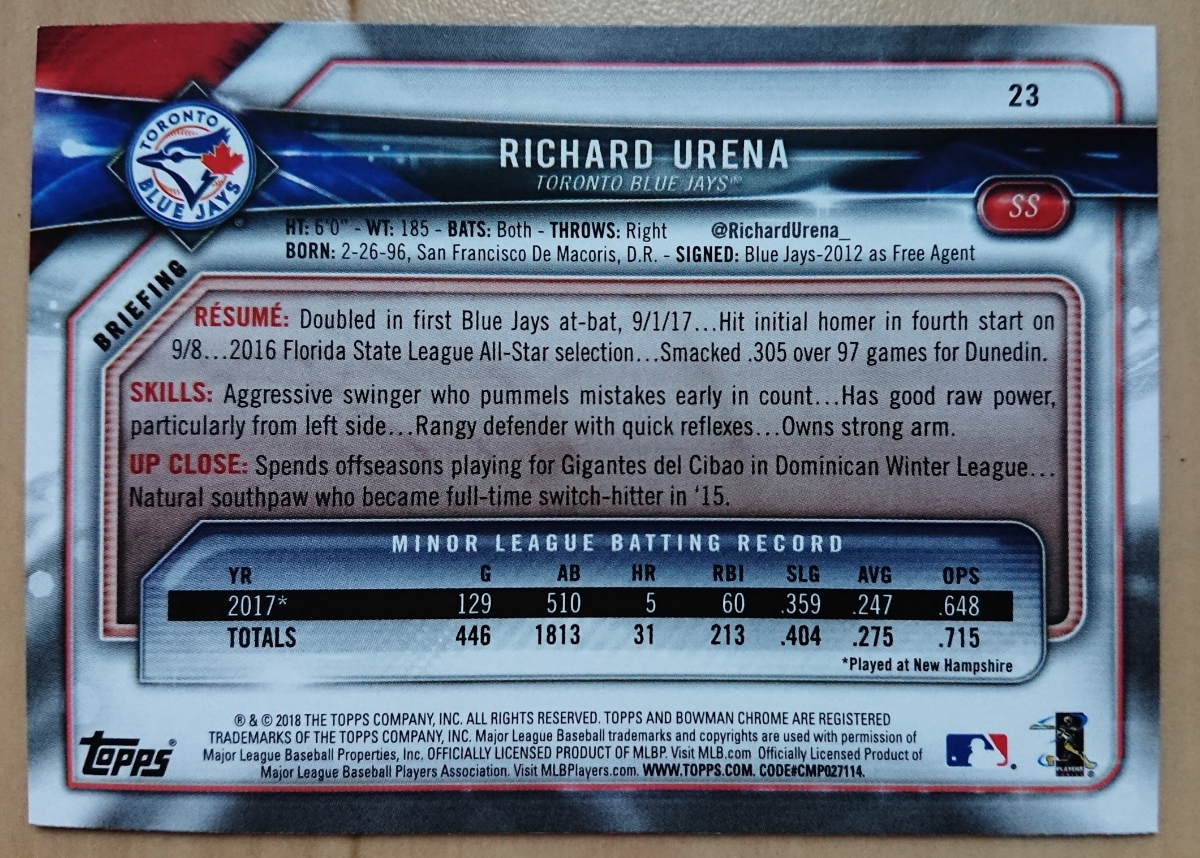 23
TORONTO
BLUE JAYS
®
RICHARD URENA
TORONTO BLUE JAYS®
SS
HT: 6'0" - WT: 185 - BATS: Both - THROWS: Right @RichardUrena_
BORN: 2-26-96, San Francisco De Macoris, D.R. - SIGNED: Blue Jays-2012 as Free Agent
BRIEFING
RÉSUMÉ: Doubled in first Blue Jays at-bat, 9/1/17...Hit initial homer in fourth start on
9/8...2016 Florida State League All-Star selection...Smacked .305 over 97 games for Dunedin.
SKILLS: Aggressive swinger who pummels mistakes early in count...Has good raw power,
particularly from left side...Rangy defender with quick reflexes...Owns strong arm.
UP CLOSE: Spends offseasons playing for Gigantes del Cibao in Dominican Winter League...
Natural southpaw who became full-time switch-hitter in ‘15.
MINOR LEAGUE BATTING RECORD
YR G AB HR RBI SLG AVG OPS
2017* 129 510 5 60 .359 .247 .648
TOTALS 446 1813 31 213 .404 .275 .715
*Played at New Hampshire
® & © 2018 THE TOPPS COMPANY, INC. ALL RIGHTS RESERVED. TOPPS AND BOWMAN CHROME ARE REGISTERED
TRADEMARKS OF THE TOPPS COMPANY, INC. Major League Baseball trademarks and copyrights are used with permission of
Major League Baseball Properties, Inc. OFFICIALLY LICENSED PRODUCT OF MLBP. Visit MLB.com Officially Licensed Product of
Major League Baseball Players Association. Visit MLBPlayers.com. WWW.TOPPS.COM. CODE#CMP027114.
TOPPS®
PLAYERS